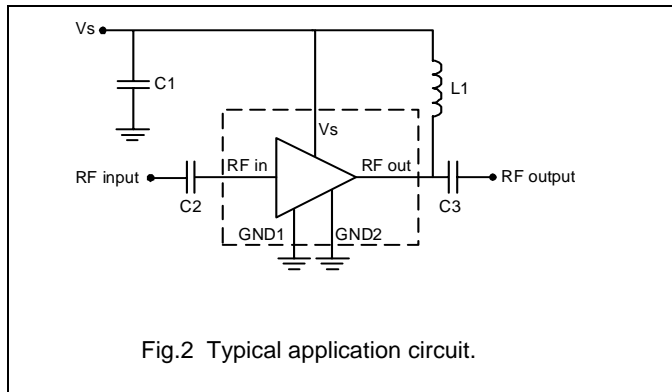 Vs
C1
L1
Vs
RF in
RF out
RF input
RF output
C2
C3
GND1
GND2
Fig.2 Typical application circuit.